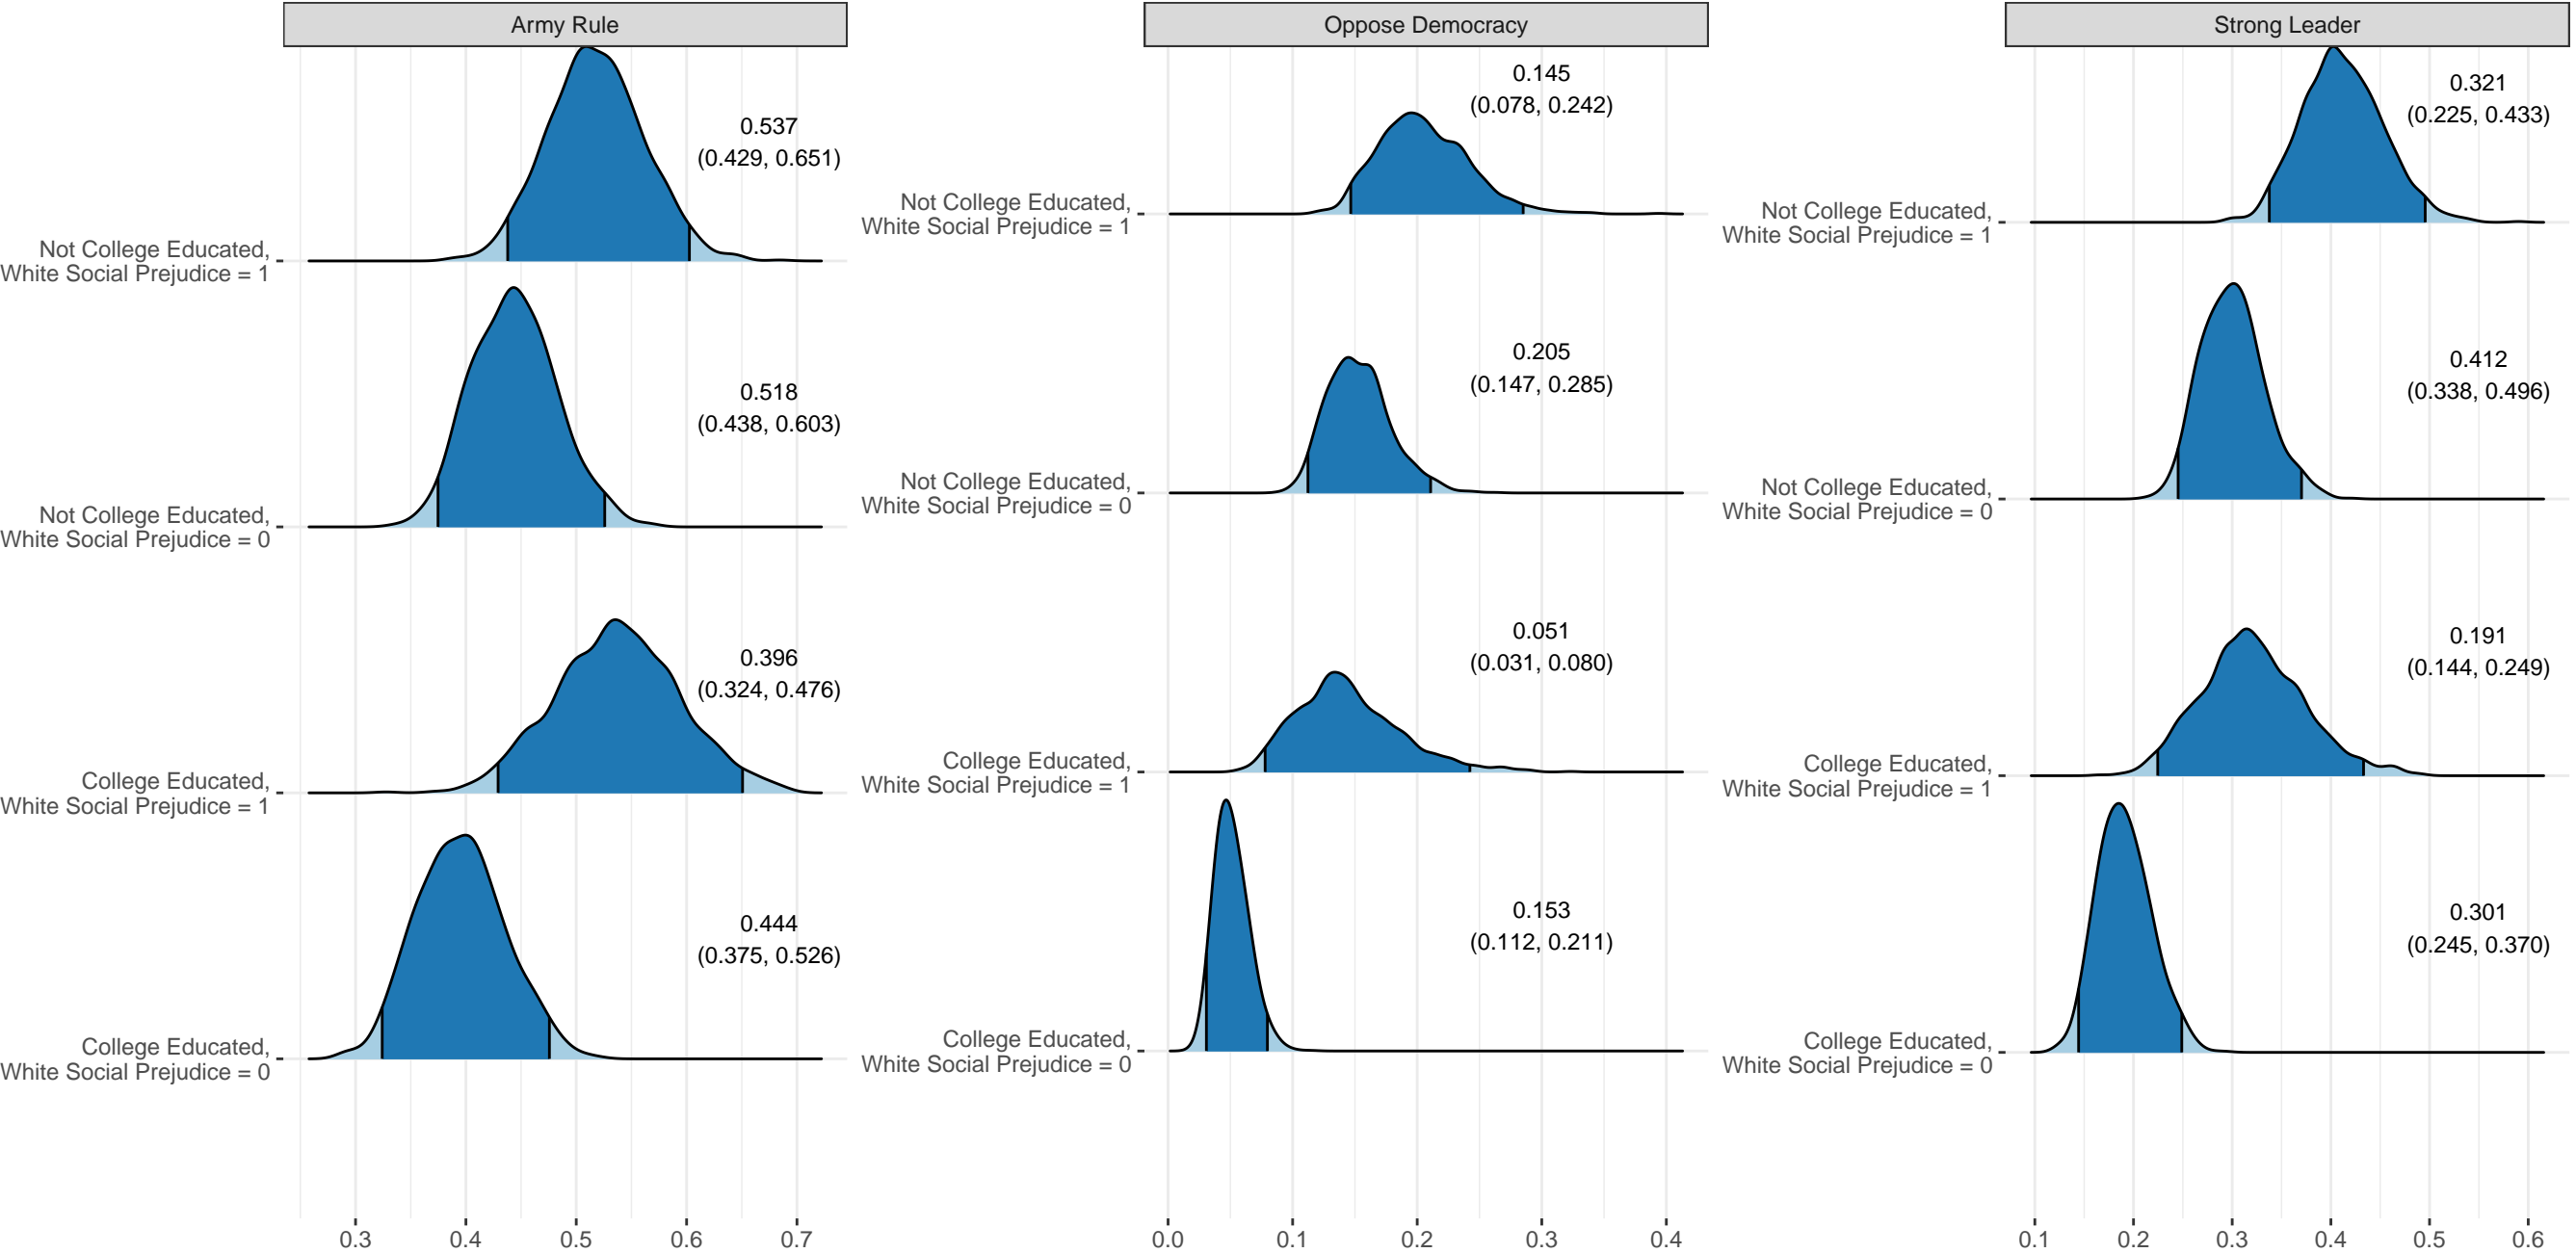 Army Rule
0.537
(0.429, 0.651)
Not College Educated,
White Social Prejudice = 1
0.518
(0.438, 0.603)
Not College Educated,
White Social Prejudice = 0
0.396
(0.324, 0.476)
College Educated,
White Social Prejudice = 1
0.444
(0.375, 0.526)
College Educated,
White Social Prejudice = 0
0.3 0.4 0.5 0.6 0.7
Oppose Democracy
0.145
(0.078, 0.242)
Not College Educated,
White Social Prejudice = 1
0.205
(0.147, 0.285)
Not College Educated,
White Social Prejudice = 0
0.051
(0.031, 0.080)
College Educated,
White Social Prejudice = 1
0.153
(0.112, 0.211)
College Educated,
White Social Prejudice = 0
0.0 0.1 0.2 0.3 0.4
Strong Leader
0.321
(0.225, 0.433)
Not College Educated,
White Social Prejudice = 1
0.412
(0.338, 0.496)
Not College Educated,
White Social Prejudice = 0
0.191
(0.144, 0.249)
College Educated,
White Social Prejudice = 1
0.301
(0.245, 0.370)
College Educated,
White Social Prejudice = 0
0.1 0.2 0.3 0.4 0.5 0.6